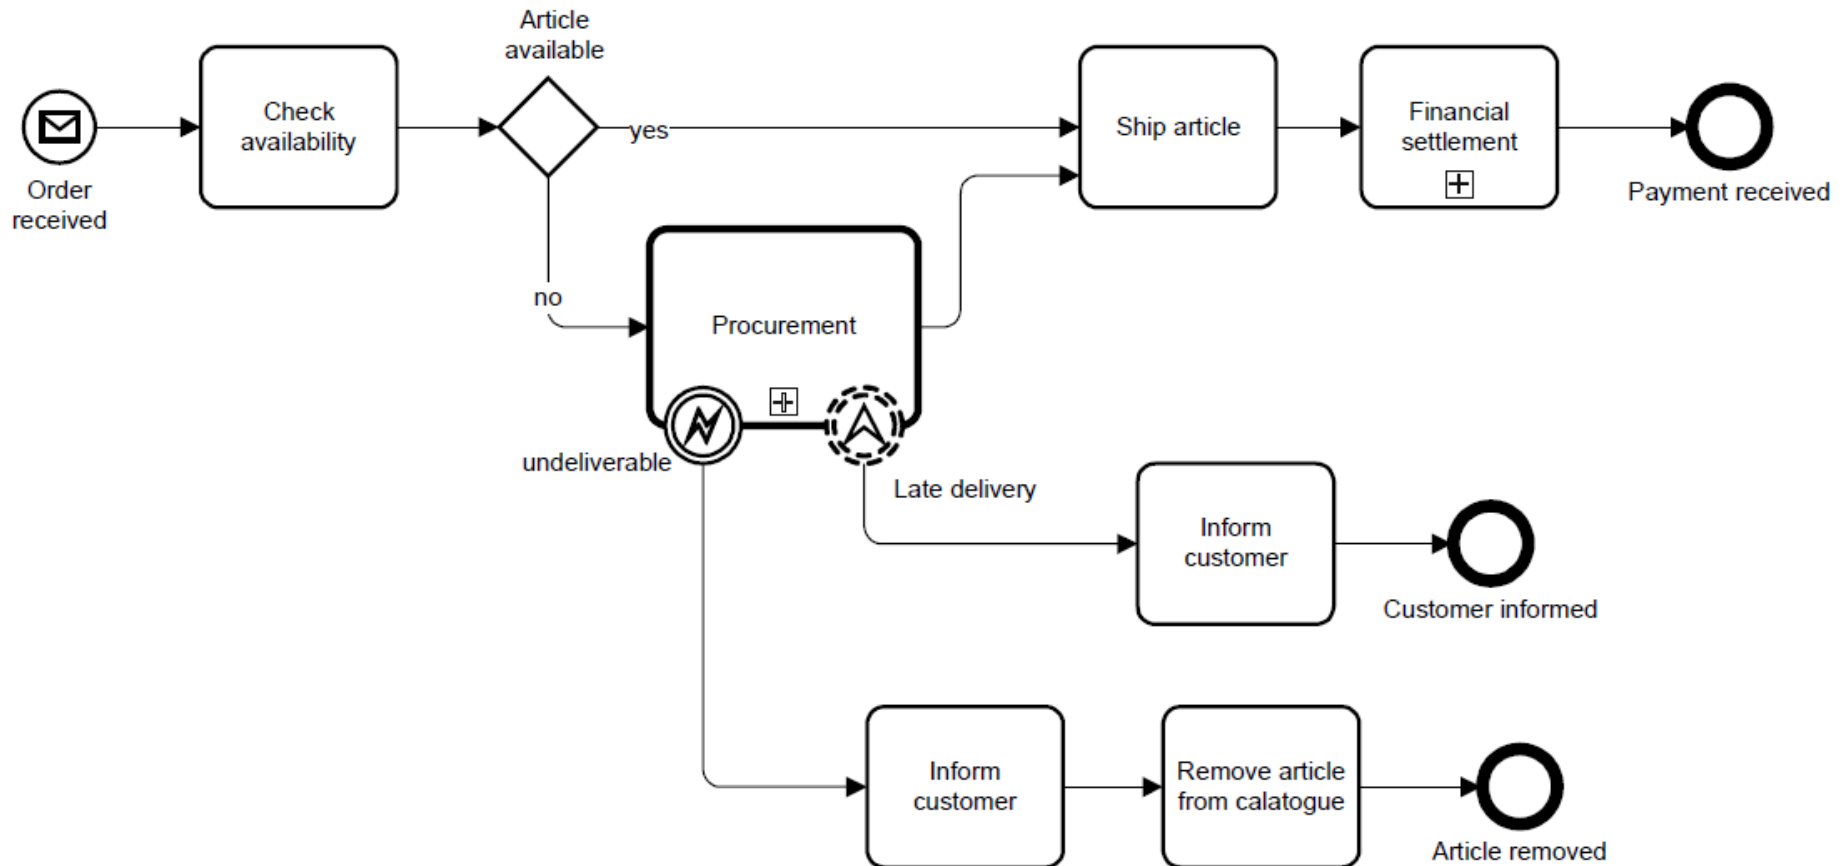 Article
available
Check
availability
yes
Ship article
Financial
settlement
Order
received
Payment received
no
Procurement
undeliverable
Late delivery
Inform
customer
Customer informed
Inform
customer
Remove article
from calatogue
Article removed